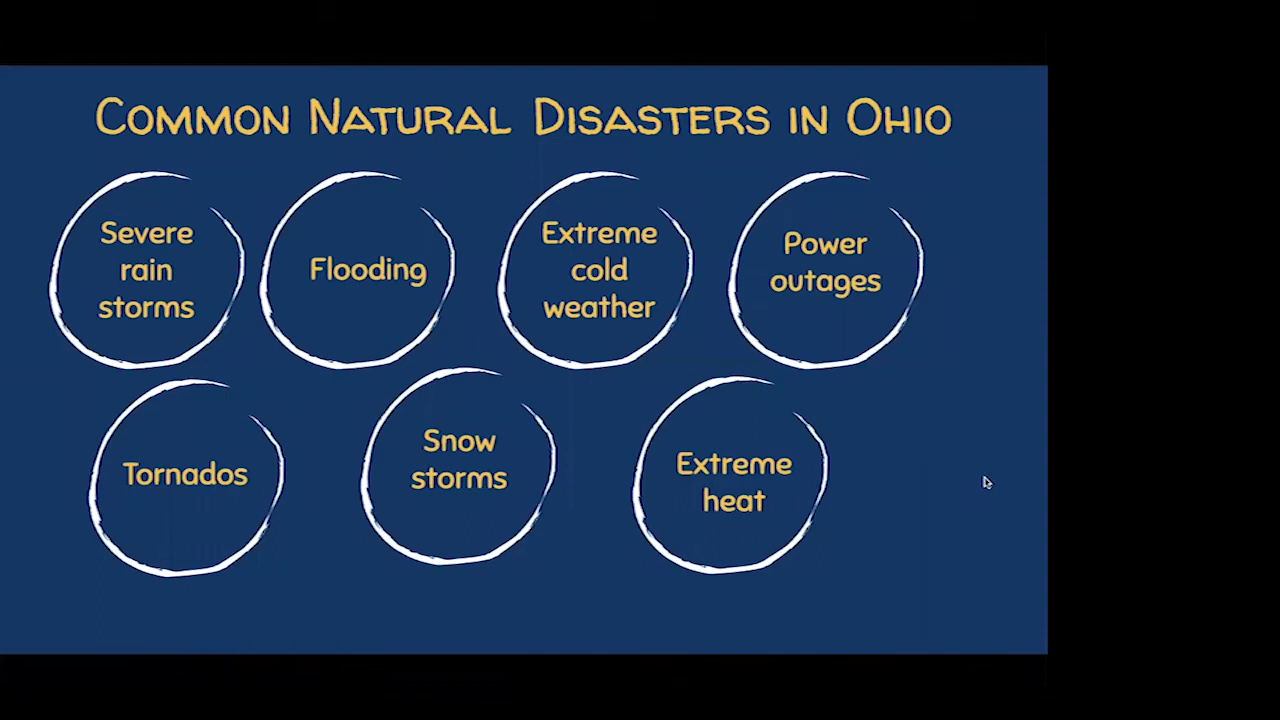 Common Natural Disasters in Ohio
Severe
rain
storms
Flooding
Extreme
cold
weather
Power
outages
Tornados
Snow
storms
Extreme
heat